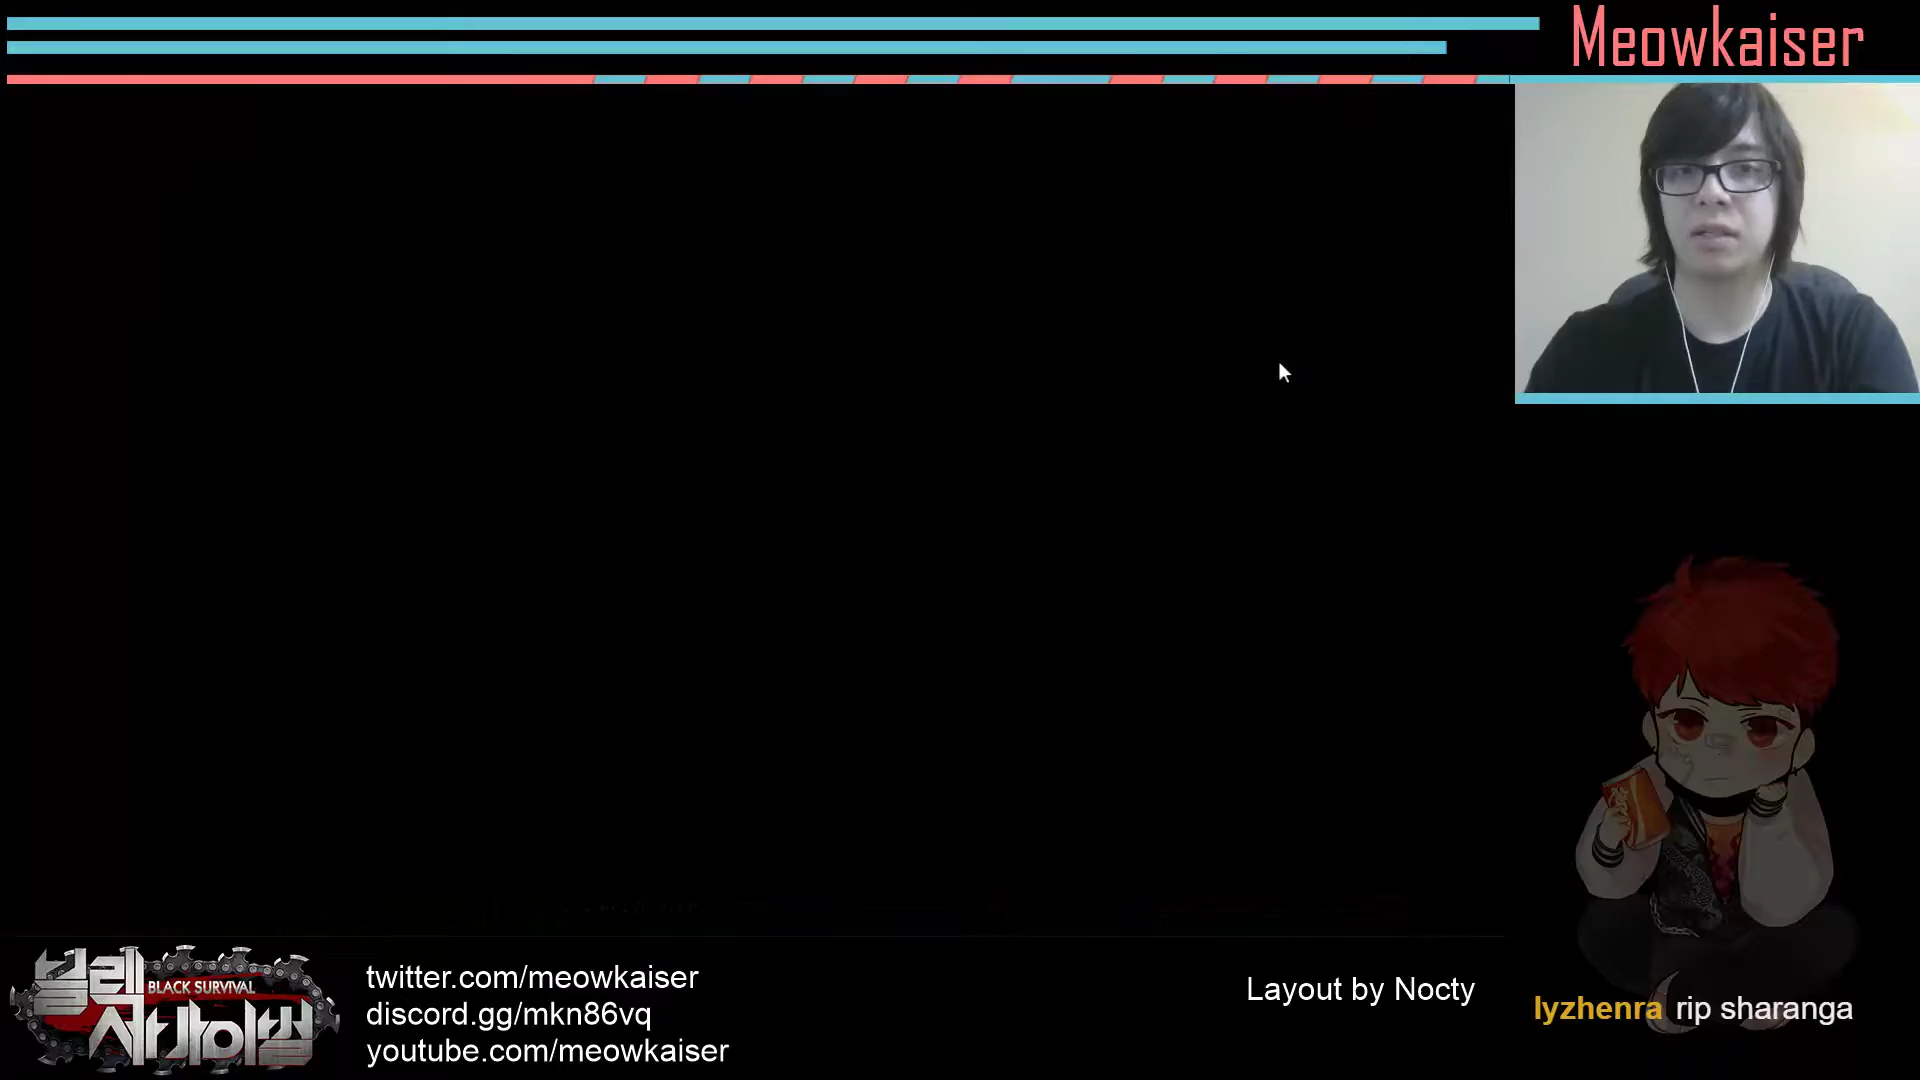 Meowkaiser
블랙
BLACK SURVIVAL
서바이벌
twitter.com/meowkaiser
discord.gg/mkn86vq
youtube.com/meowkaiser
Layout by Nocty
lyzhenra rip sharanga